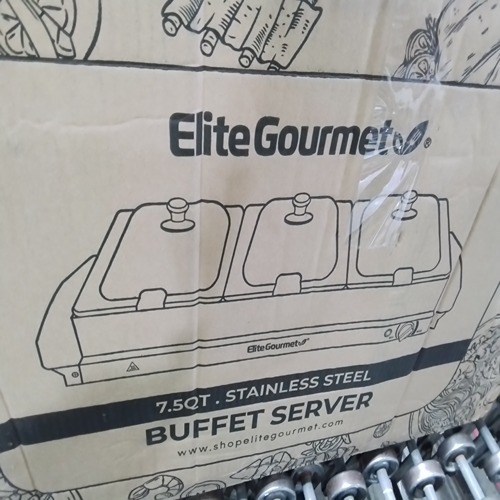 Elite Gourmet®
Elite Gourmet
7.5QT . STAINLESS STEEL
BUFFET SERVER
www.shopelitegourmet.com